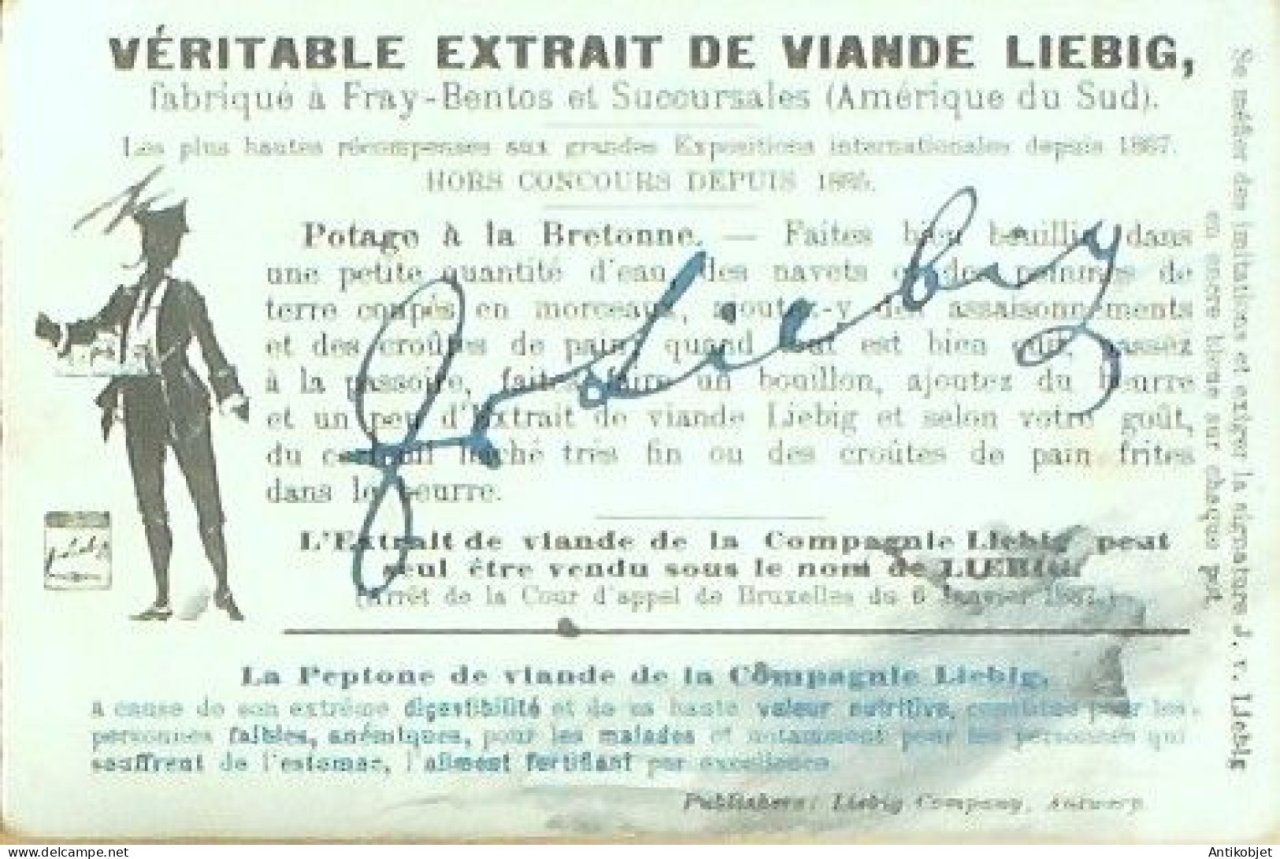 VÉRITABLE EXTRAIT DE VIANDE LIEBIG,
fabriqué à Fray-Bentos et Succursales (Amérique du Sud).
Les plus hautes récompenses aux grandes Expositions internationales depuis 1867.
HORS CONCOURS DEPUIS 1885.
Potage à la Bretonne. — Faites bien bouillir dans
une petite quantité d'eau, des navets et des pommes de
terre coupés en morceaux, ajoutez-y des assaisonnements
et des croûtes de pain; quand tout est bien cuit, passez
à la passoire, faites faire un bouillon, ajoutez du beurre
et un peu d'Extrait de viande Liebig et selon votre goût,
du cerfeuil haché très fin ou des croûtes de pain frites
dans le beurre.
L'Extrait de viande de la Compagnie Liebig peut
seul être vendu sous le nom de LIEBIG.
(Arrêt de la Cour d'appel de Bruxelles du 6 Janvier 1887.)
La Peptone de viande de la Compagnie Liebig,
à cause de son extrême digestibilité et de sa haute valeur nutritive, constitue pour les
personnes faibles, anémiques, pour les malades et notamment pour les personnes qui
souffrent de l'estomac, l'aliment fortifiant par excellence
Publishers: Liebig Company, Antwerp.
Se méfier des imitations et exiger la signature J. v. Liebig
en encre bleue sur chaque pot.
JvLiebig
Antikobjet